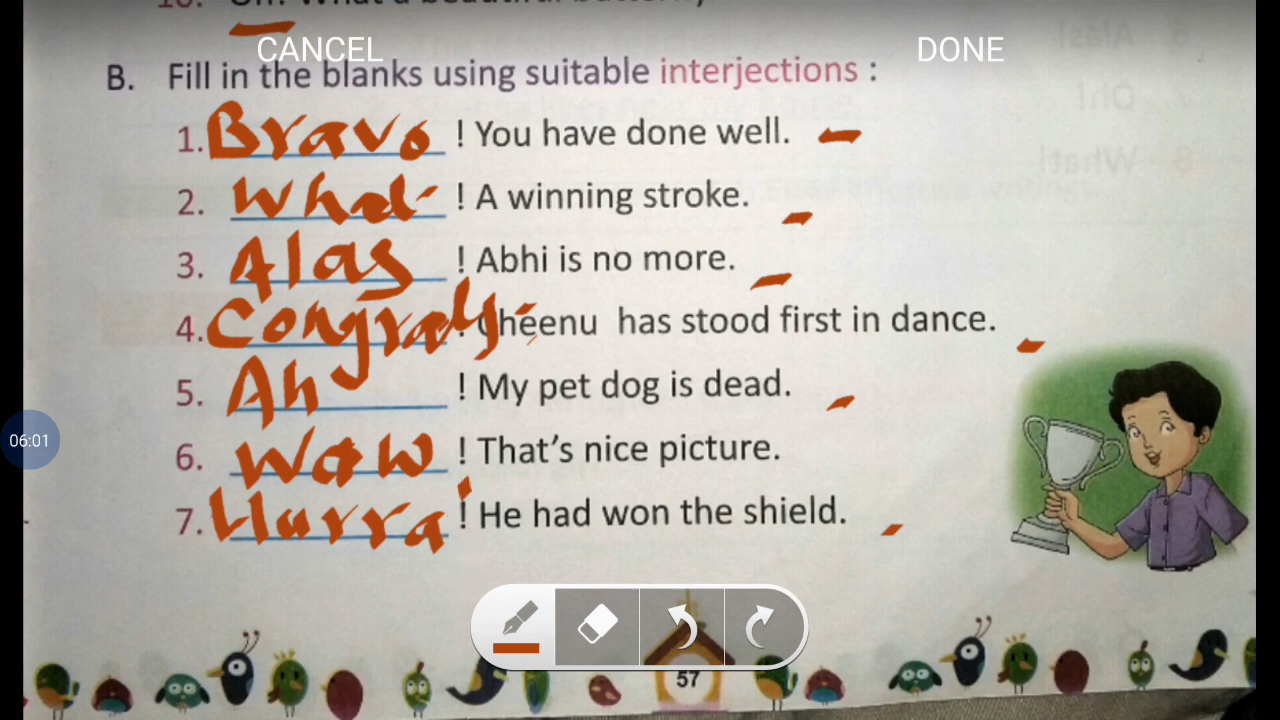 CANCEL DONE
B. Fill in the blanks using suitable interjections :
1. Bravo ! You have done well.
2. What ! A winning stroke.
3. Alas ! Abhi is no more.
4. Congrats ! Cheenu has stood first in dance.
5. Ah ! My pet dog is dead.
6. Waw ! That's nice picture.
7. Hurra ! He had won the shield.
06:01
57